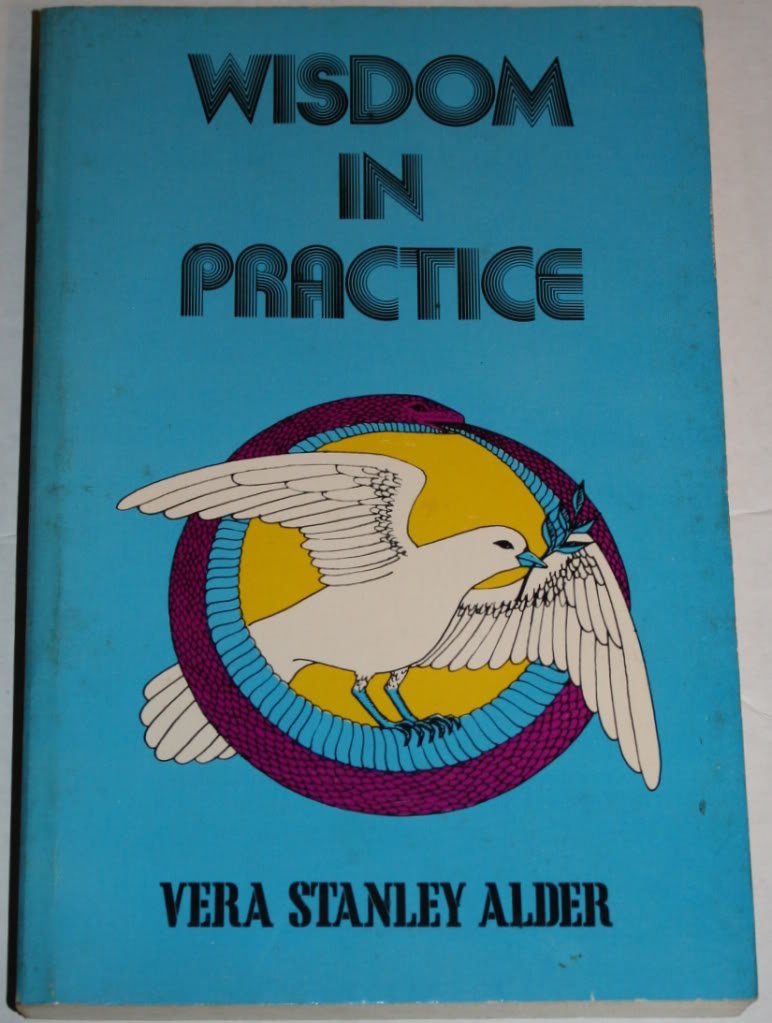 WISDOM
IN
PRACTICE
VERA STANLEY ALDER